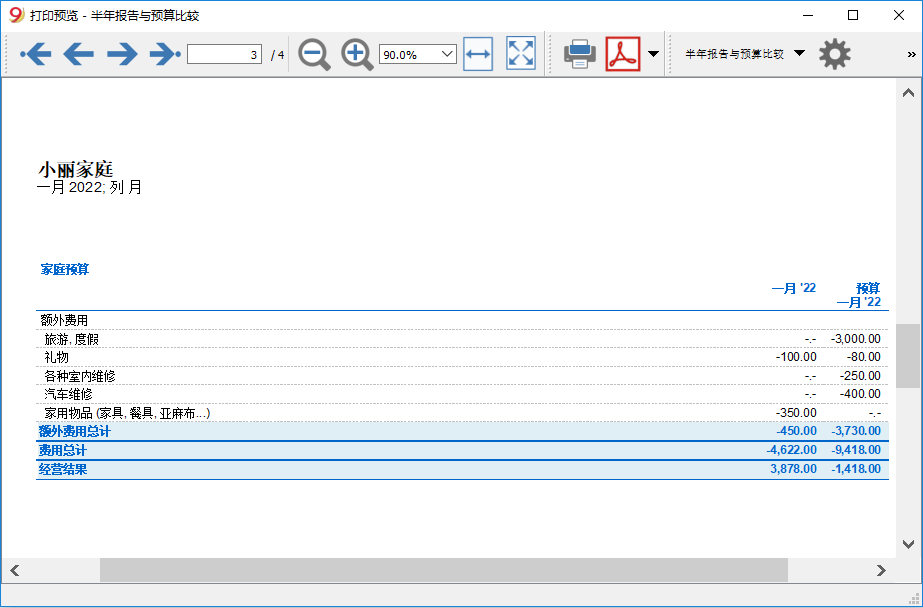 打印预览 - 半年报告与预算比较
3 / 4 90.0% 半年报告与预算比较 »
小丽家庭
一月 2022; 列 月
家庭预算
一月 '22 预算
一月 '22
额外费用
旅游, 度假 -.- -3,000.00
礼物 -100.00 -80.00
各种室内维修 -.- -250.00
汽车维修 -.- -400.00
家用物品 (家具, 餐具, 亚麻布...) -350.00 -.-
额外费用总计 -450.00 -3,730.00
费用总计 -4,622.00 -9,418.00
经营结果 3,878.00 -1,418.00